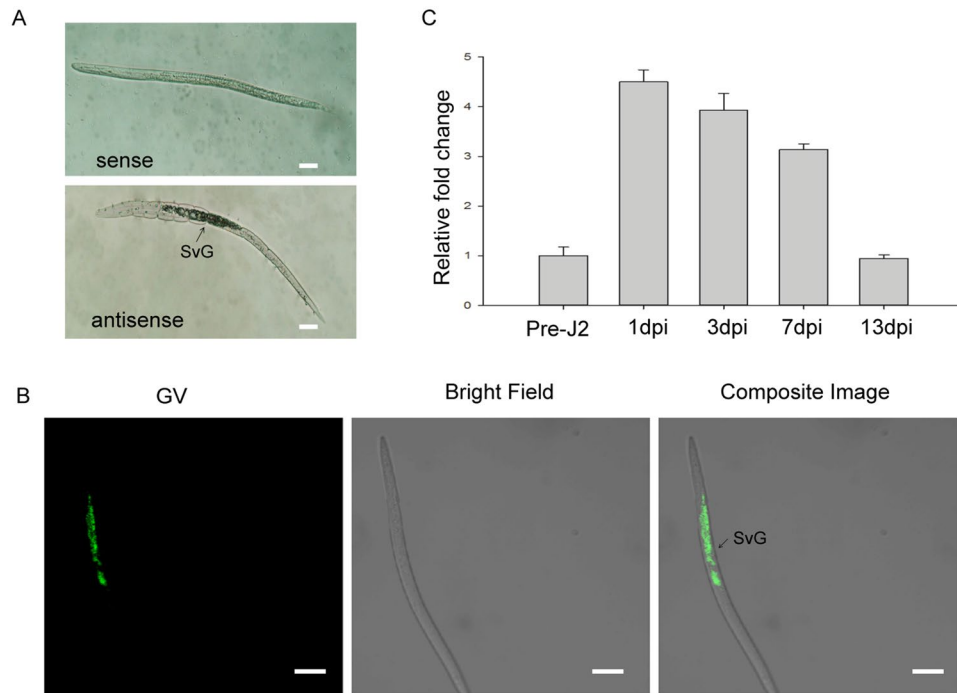 A
sense
SvG
antisense
C
Relative fold change
5
4
3
2
1
0
Pre-J2 1dpi 3dpi 7dpi 13dpi
B
GV Bright Field Composite Image
SvG